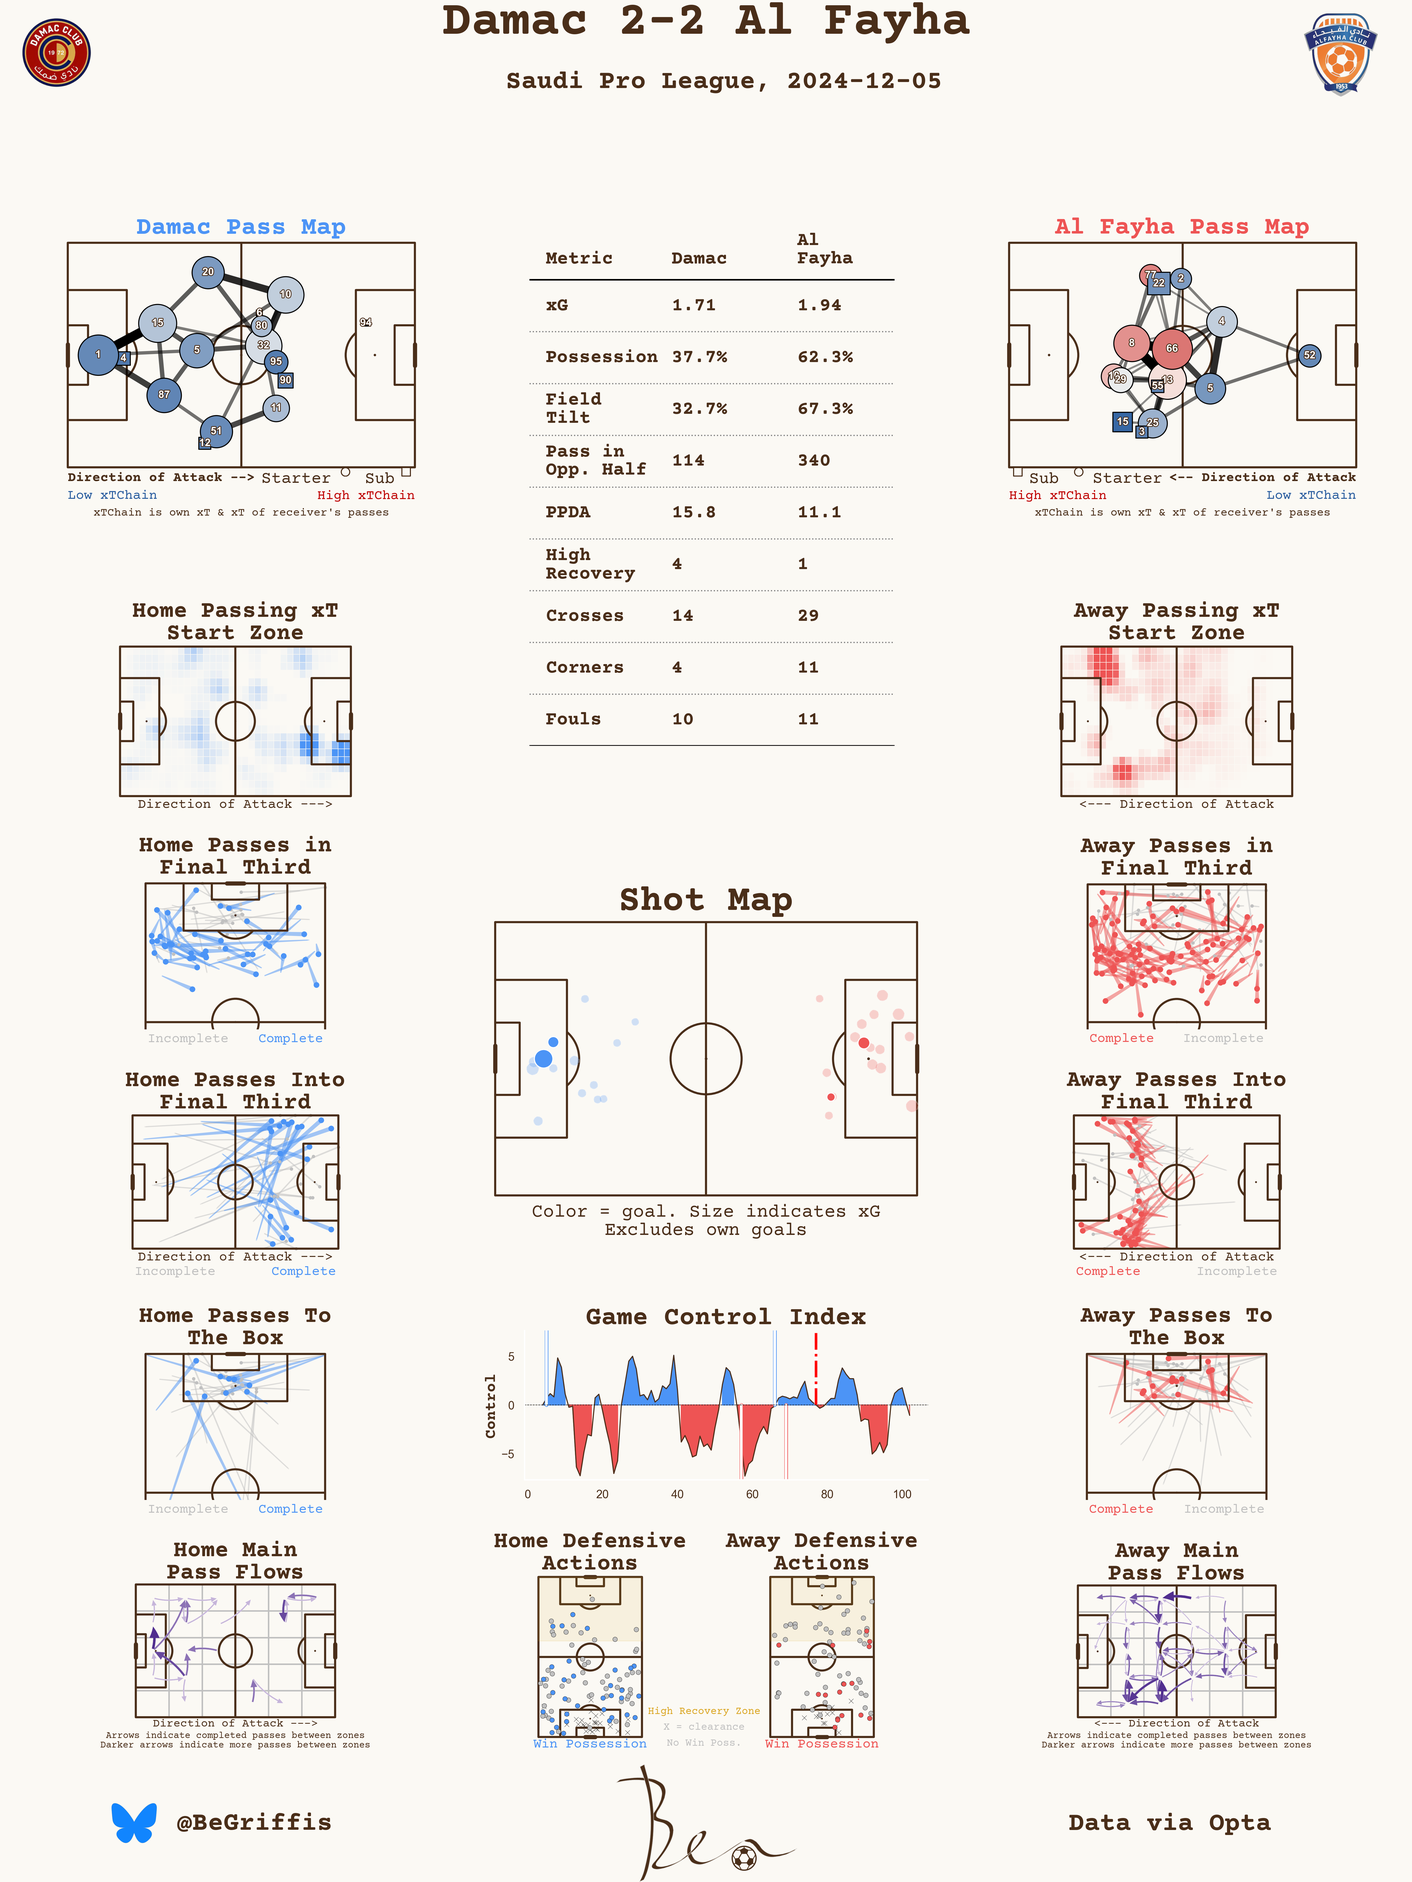 Damac 2-2 Al Fayha
Saudi Pro League, 2024-12-05
DAMAC CLUB
1972
نادي ضمك
نادي الفيحاء
ALFAYHA CLUB
1953
Damac Pass Map
20
10
6
80
94
15
32
5
1
4
95
90
87
11
51
12
Direction of Attack --> Starter Sub
Low xTChain High xTChain
xTChain is own xT & xT of receiver's passes
Metric Damac Al Fayha
xG 1.71 1.94
Possession 37.7% 62.3%
Field Tilt 32.7% 67.3%
Pass in Opp. Half 114 340
PPDA 15.8 11.1
High Recovery 4 1
Crosses 14 29
Corners 4 11
Fouls 10 11
Al Fayha Pass Map
77
22
2
4
8
66
52
29
13
55
5
15
3
25
Sub Starter <-- Direction of Attack
High xTChain Low xTChain
xTChain is own xT & xT of receiver's passes
Home Passing xT
Start Zone
Direction of Attack --->
Away Passing xT
Start Zone
<--- Direction of Attack
Home Passes in
Final Third
Incomplete Complete
Away Passes in
Final Third
Complete Incomplete
Shot Map
Color = goal. Size indicates xG
Excludes own goals
Home Passes Into
Final Third
Direction of Attack --->
Incomplete Complete
Away Passes Into
Final Third
<--- Direction of Attack
Complete Incomplete
Home Passes To
The Box
Incomplete Complete
Game Control Index
Control
5
0
−5
0 20 40 60 80 100
Away Passes To
The Box
Complete Incomplete
Home Main
Pass Flows
Direction of Attack --->
Arrows indicate completed passes between zones
Darker arrows indicate more passes between zones
Home Defensive
Actions
Win Possession
Away Defensive
Actions
Win Possession
High Recovery Zone
X = clearance
No Win Poss.
Away Main
Pass Flows
<--- Direction of Attack
Arrows indicate completed passes between zones
Darker arrows indicate more passes between zones
@BeGriffis
Ben
Data via Opta